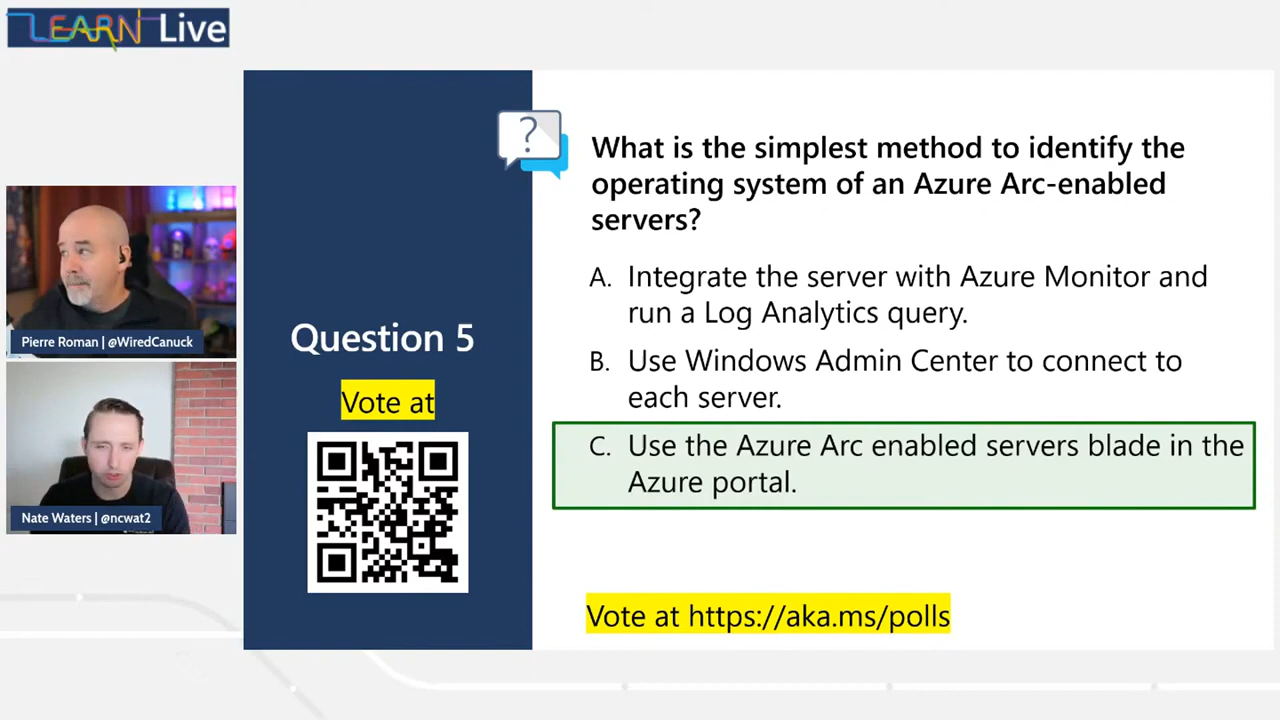 LEARN Live
?
What is the simplest method to identify the
operating system of an Azure Arc-enabled
servers?
A. Integrate the server with Azure Monitor and
run a Log Analytics query.
B. Use Windows Admin Center to connect to
each server.
C. Use the Azure Arc enabled servers blade in the
Azure portal.
Question 5
Vote at
Pierre Roman | @WiredCanuck
Nate Waters | @ncwat2
Vote at https://aka.ms/polls